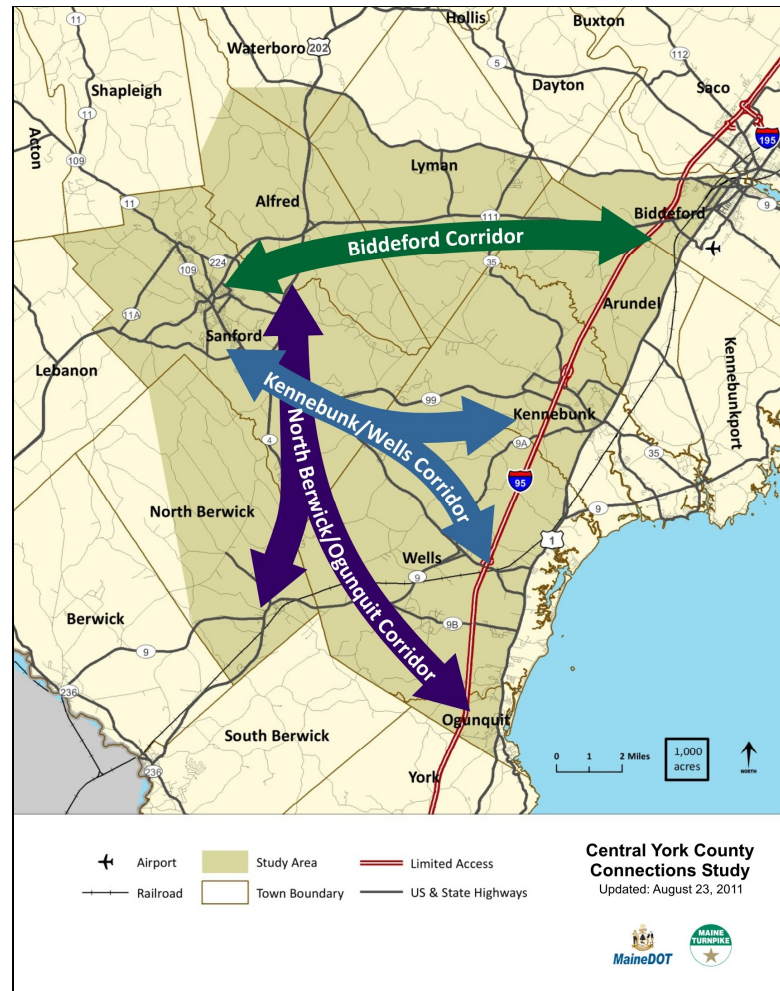 Hollis
Buxton
11
Waterboro
202
112
5
Shapleigh
Dayton
Saco
11
Acton
195
109
Lyman
11
Alfred
9
111
Biddeford
Biddeford Corridor
224
109
35
Arundel
11A
Sanford
Lebanon
Kennebunkport
99
Kennebunk/Wells Corridor
Kennebunk
North Berwick/Ogunquit Corridor
4
9A
35
95
North Berwick
9
1
Wells
9
Berwick
9B
9
236
Ogunquit
South Berwick
0 1 2 Miles
1,000
acres
NORTH
236
York
Airport
Study Area
Limited Access
Railroad
Town Boundary
US & State Highways
Central York County
Connections Study
Updated: August 23, 2011
MaineDOT
MAINE
TURNPIKE